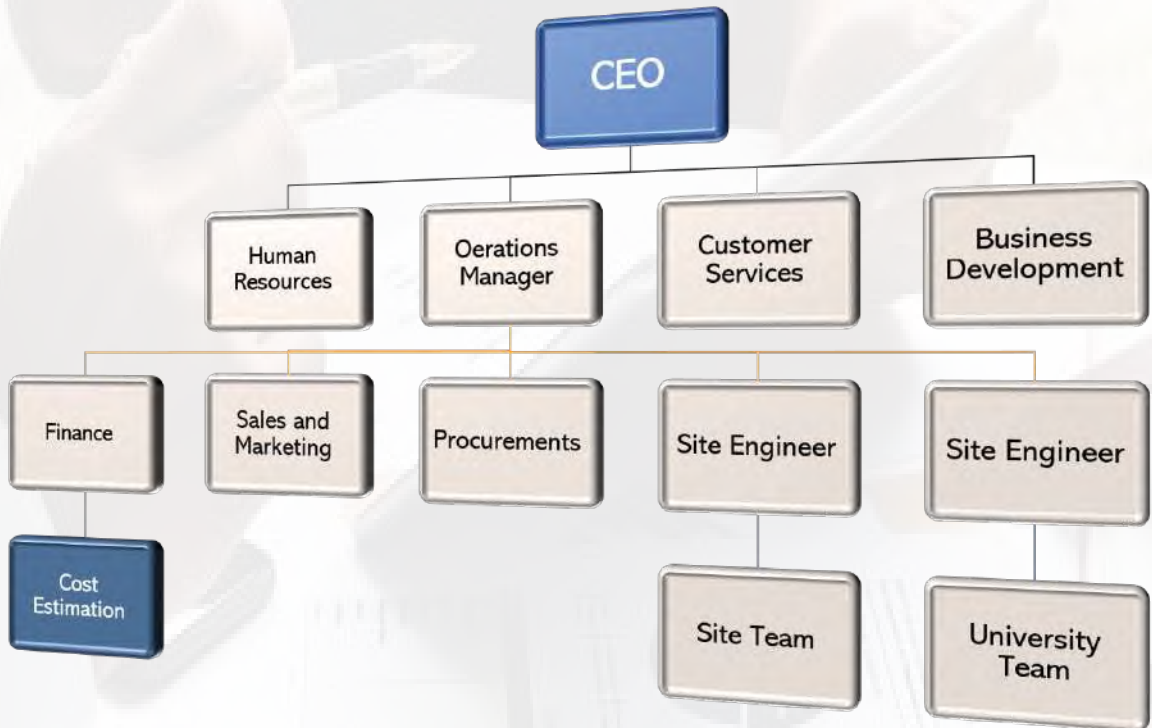 CEO
Human
Resources
Oerations
Manager
Customer
Services
Business
Development
Finance
Sales and
Marketing
Procurements
Site Engineer
Site Engineer
Cost
Estimation
Site Team
University
Team